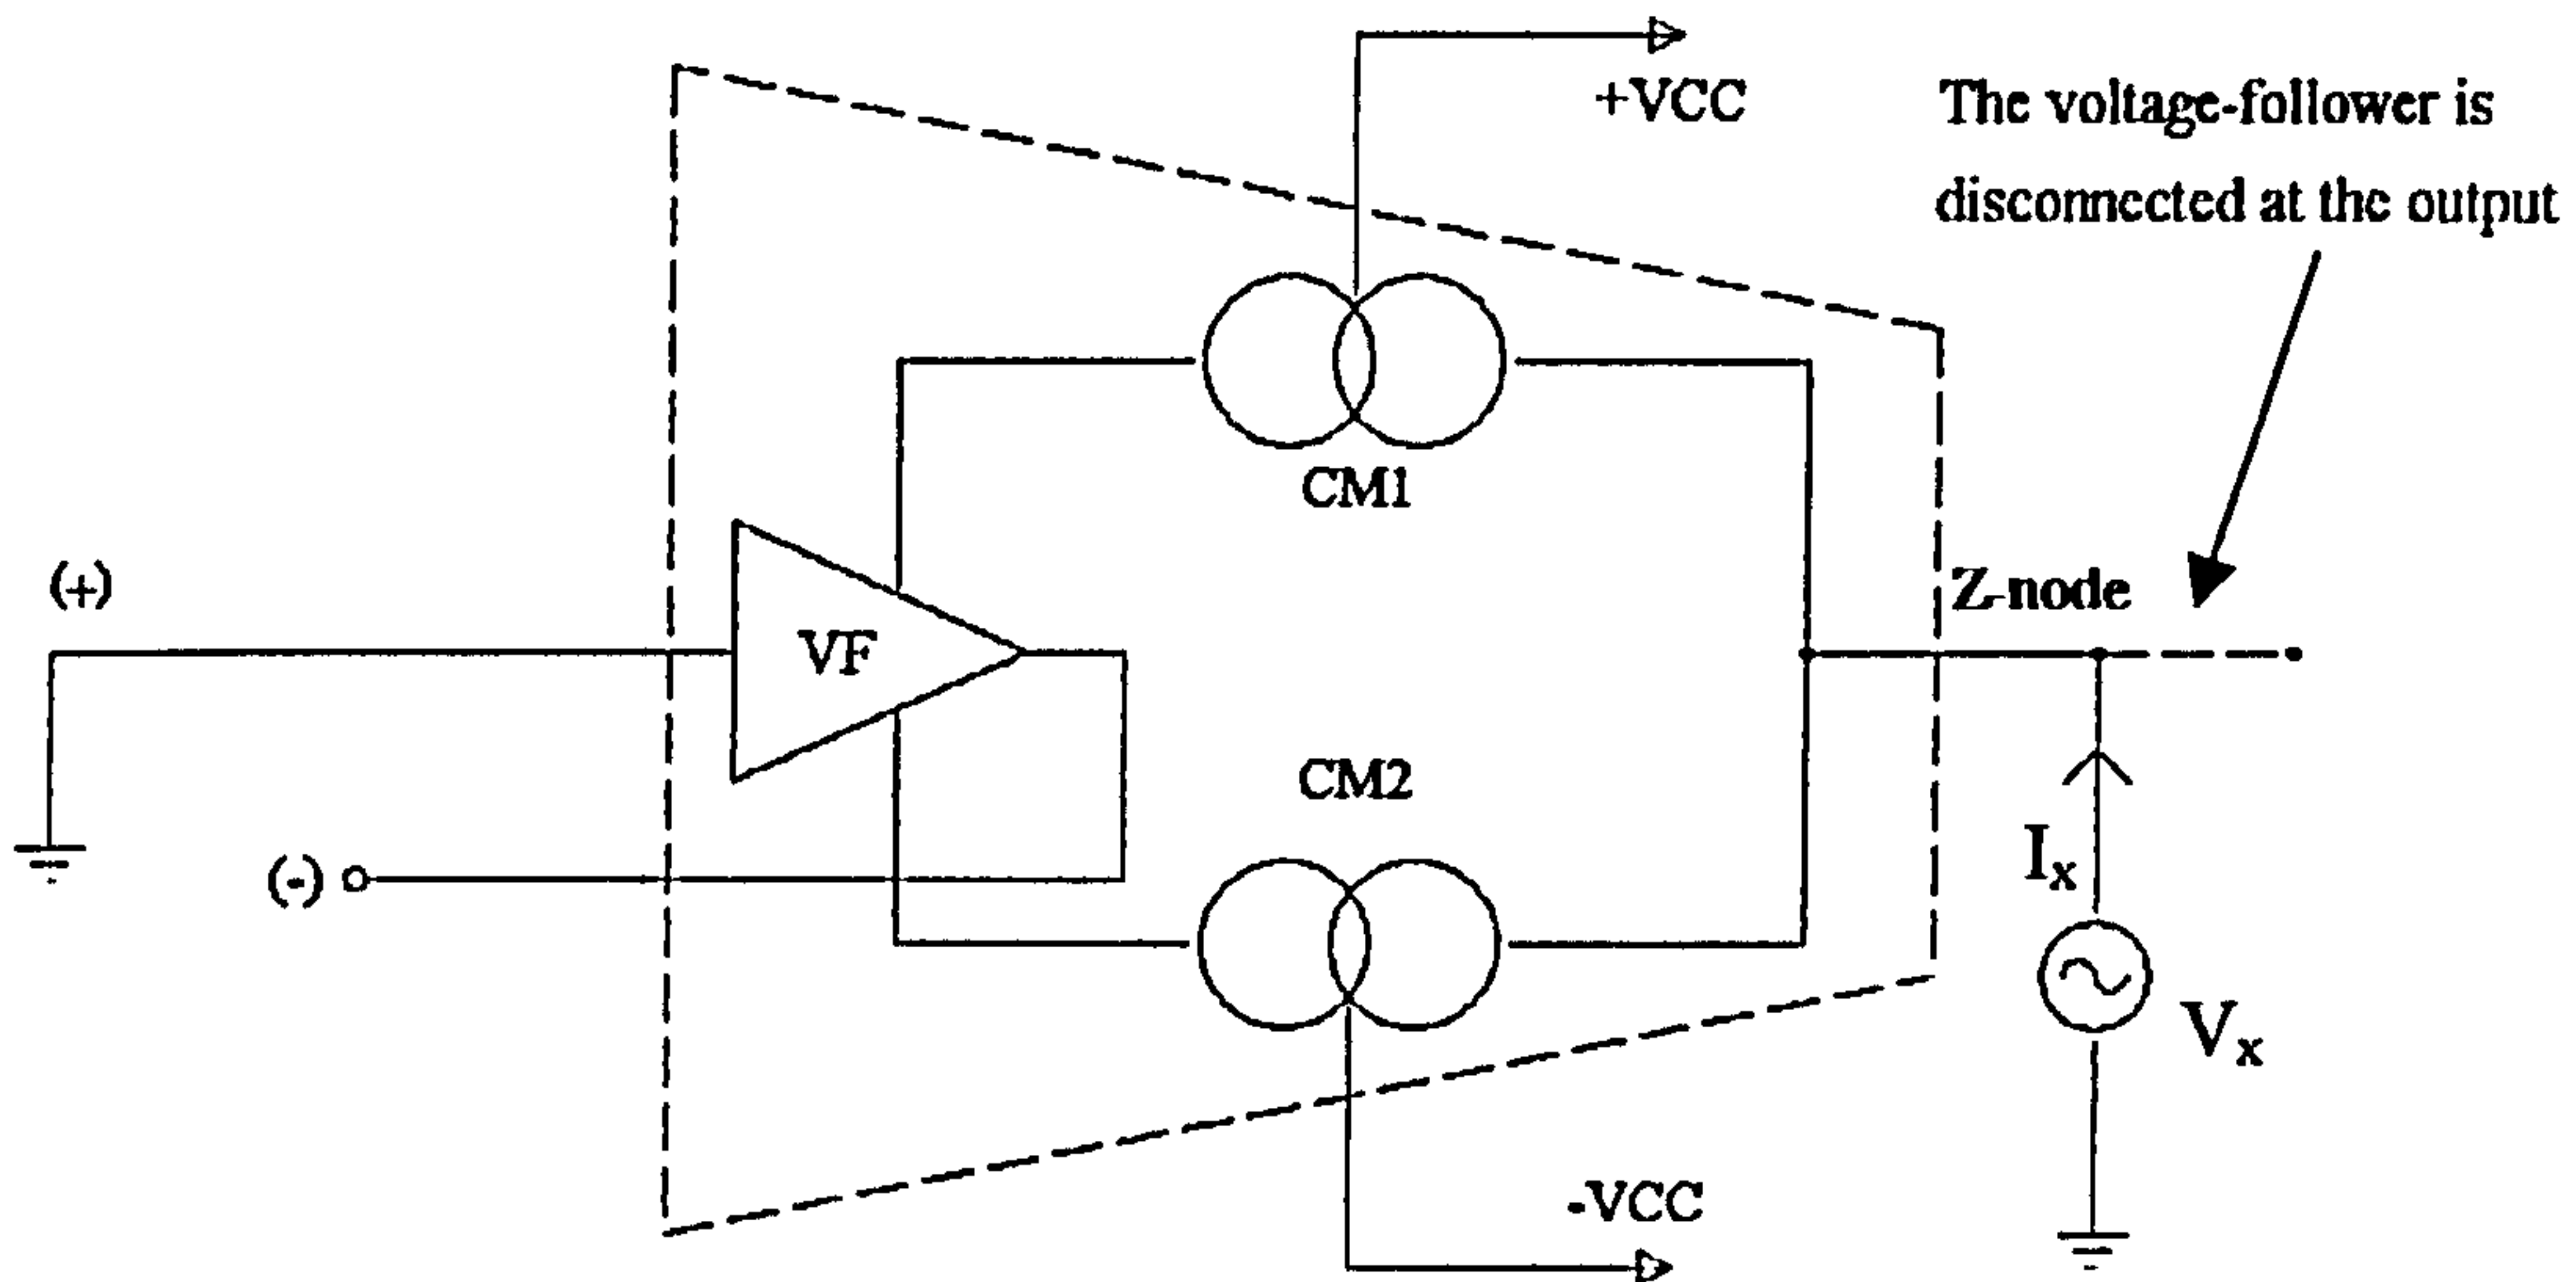 +VCC
The voltage-follower is
disconnected at the output
CM1
(+)
Z-node
VF
CM2
(-)
Ix
Vx
-VCC